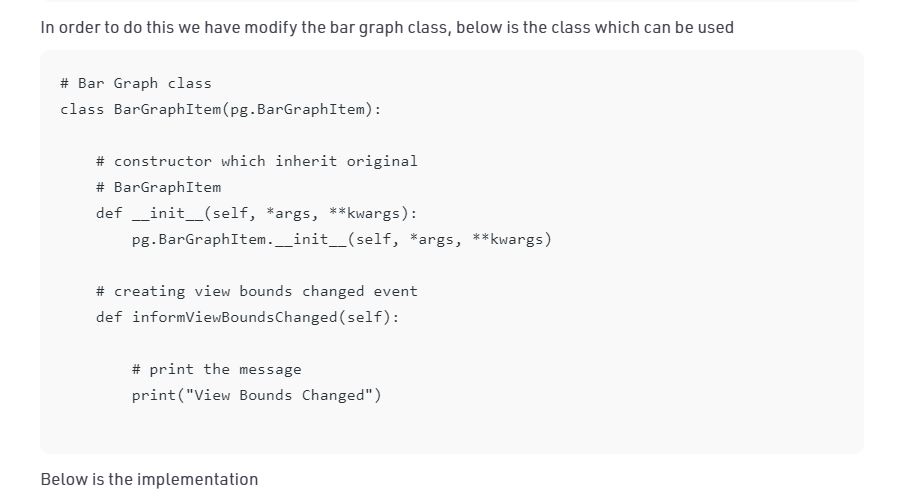 In order to do this we have modify the bar graph class, below is the class which can be used
# Bar Graph class
class BarGraphItem(pg.BarGraphItem):
# constructor which inherit original
# BarGraphItem
def __init__(self, *args, **kwargs):
pg.BarGraphItem.__init__(self, *args, **kwargs)
# creating view bounds changed event
def informViewBoundsChanged(self):
# print the message
print("View Bounds Changed")
Below is the implementation